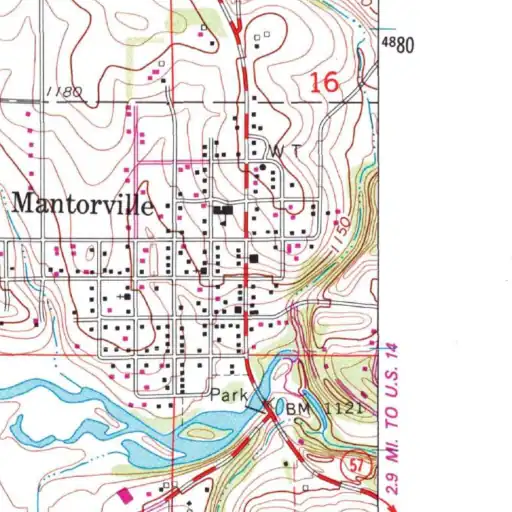 4880
16
1180
W T
Mantorville
1150
Park
BM 1121
57
2.9 MI. TO U.S. 14